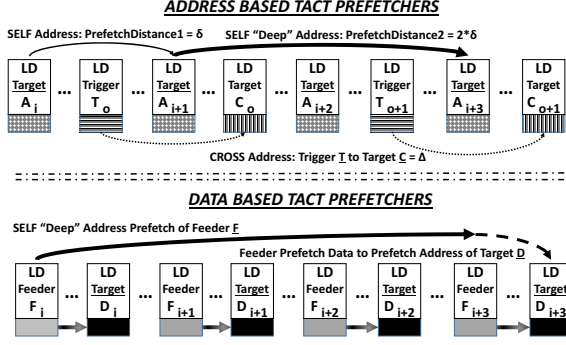 ADDRESS BASED TACT PREFETCHERS
SELF Address: PrefetchDistance1 = δ SELF “Deep” Address: PrefetchDistance2 = 2*δ
LD LD LD LD LD LD LD LD
Target ... Trigger ... Target ... Target ... Target ... Trigger ... Target ... Target
A i T o A i+1 C o A i+2 T o+1 A i+3 C o+1
CROSS Address: Trigger T to Target C = Δ
DATA BASED TACT PREFETCHERS
SELF “Deep” Address Prefetch of Feeder F
Feeder Prefetch Data to Prefetch Address of Target D
LD LD LD LD LD LD LD LD
Feeder ... Target ... Feeder ... Target ... Feeder ... Target ... Feeder ... Target
F i D i F i+1 D i+1 F i+2 D i+2 F i+3 D i+3